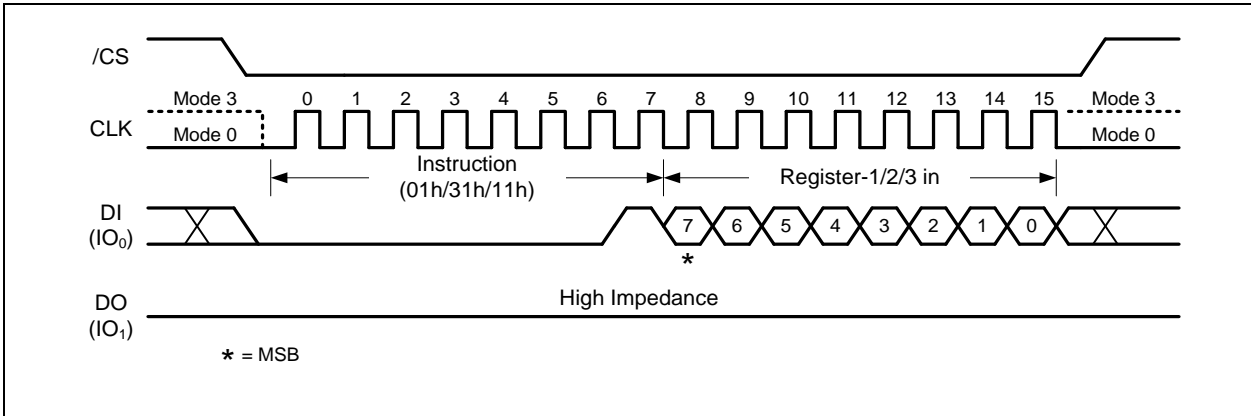 /CS
Mode 3 0 1 2 3 4 5 6 7 8 9 10 11 12 13 14 15 Mode 3
CLK
Mode 0 Mode 0
Instruction
(01h/31h/11h)
Register-1/2/3 in
DI
(IO₀)
7 6 5 4 3 2 1 0
*
High Impedance
DO
(IO₁)
* = MSB